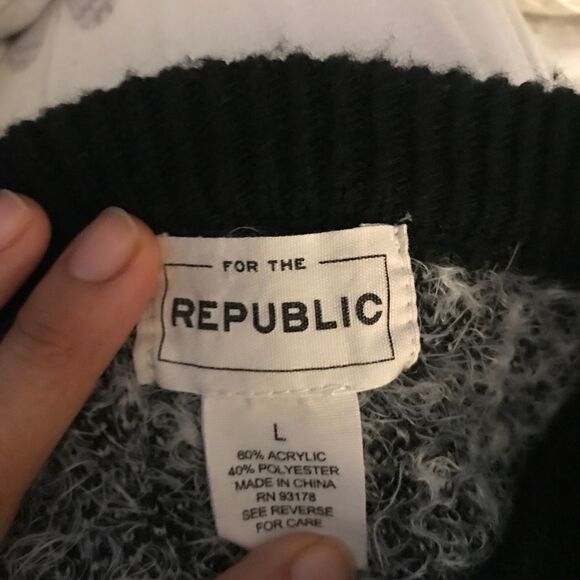 FOR THE
REPUBLIC
L
60% ACRYLIC
40% POLYESTER
MADE IN CHINA
RN 93178
SEE REVERSE
FOR CARE